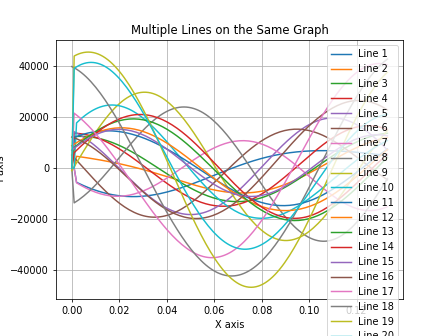 Multiple Lines on the Same Graph
40000
20000
0
−20000
−40000
0.00
0.02
0.04
0.06
0.08
0.10
X axis
Line 1
Line 2
Line 3
Line 4
Line 5
Line 6
Line 7
Line 8
Line 9
Line 10
Line 11
Line 12
Line 13
Line 14
Line 15
Line 16
Line 17
Line 18
Line 19
Line 20